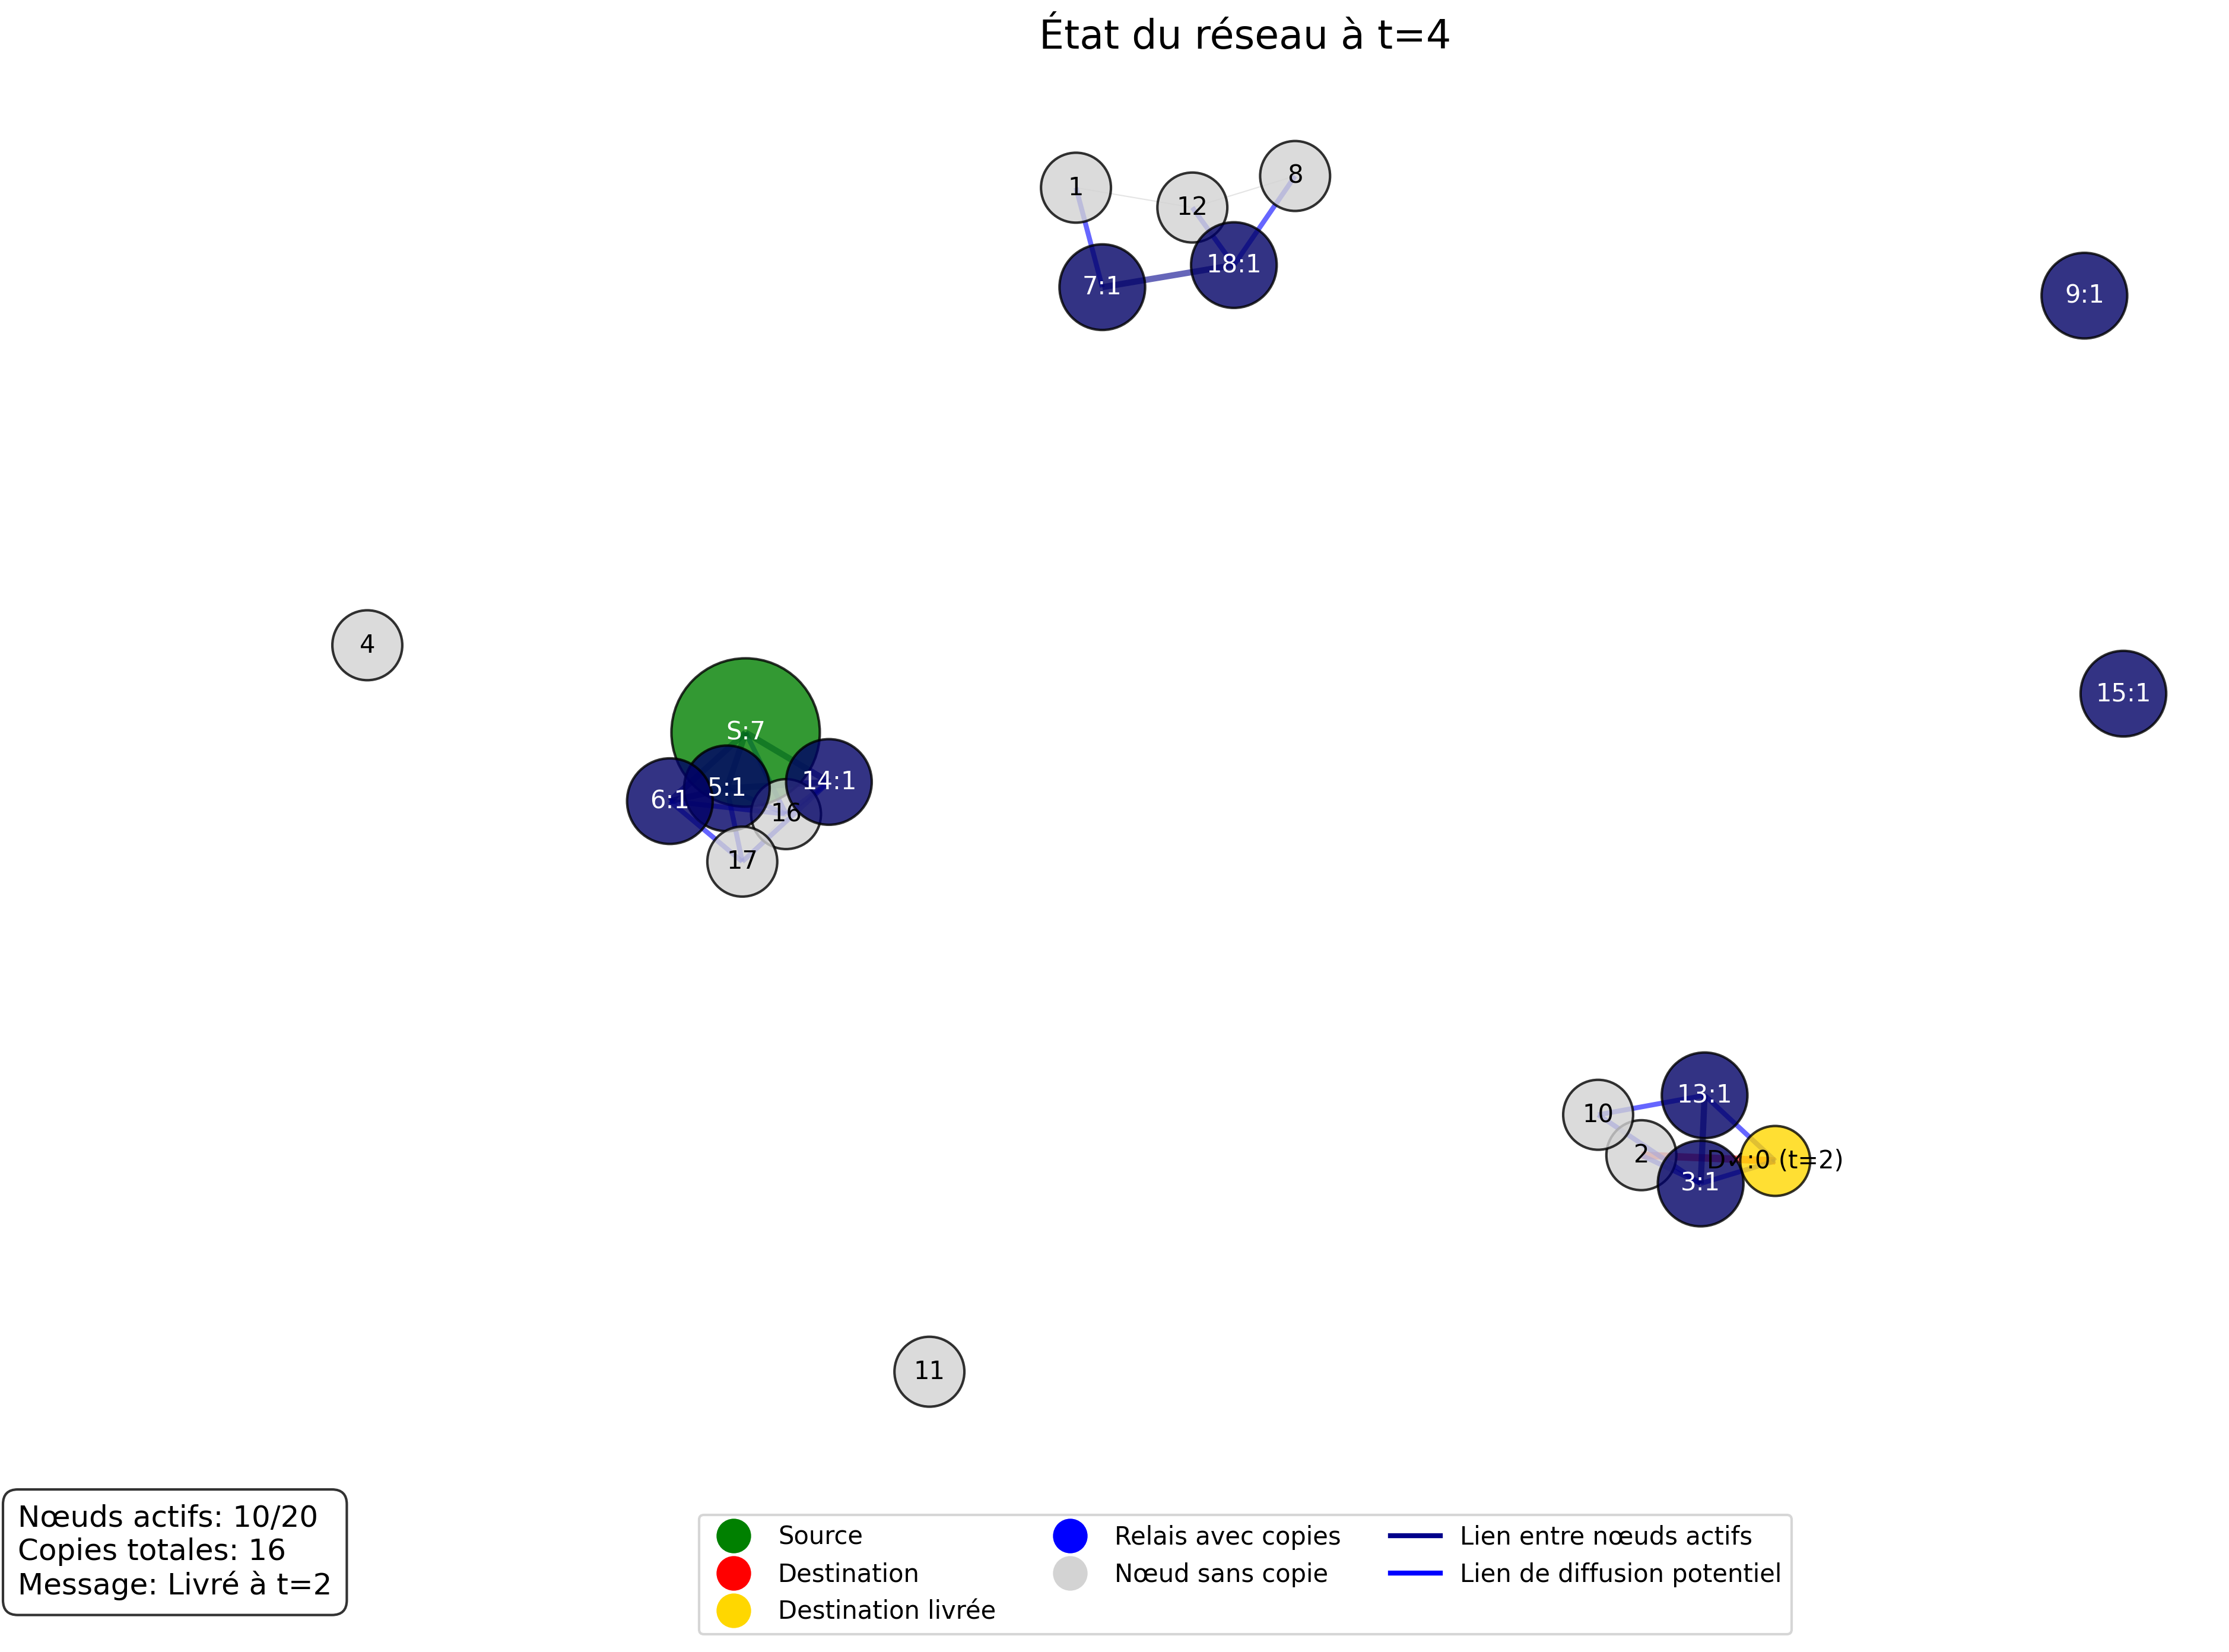 État du réseau à t=4
1
12
8
18:1
7:1
9:1
4
15:1
S:7
14:1
5:1
6:1
16
17
13:1
10
2
D✓:0 (t=2)
3:1
11
Nœuds actifs: 10/20
Copies totales: 16
Message: Livré à t=2
Source
Destination
Destination livrée
Relais avec copies
Nœud sans copie
Lien entre nœuds actifs
Lien de diffusion potentiel